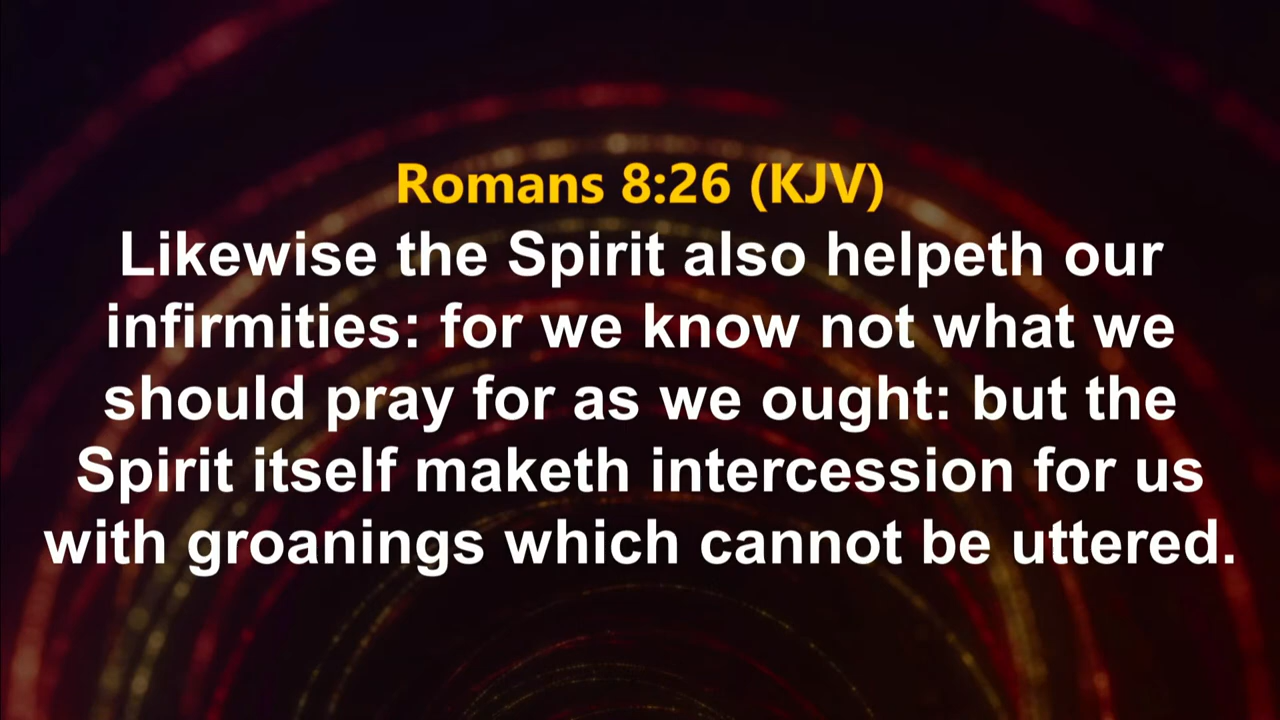 Romans 8:26 (KJV)
Likewise the Spirit also helpeth our
infirmities: for we know not what we
should pray for as we ought: but the
Spirit itself maketh intercession for us
with groanings which cannot be uttered.